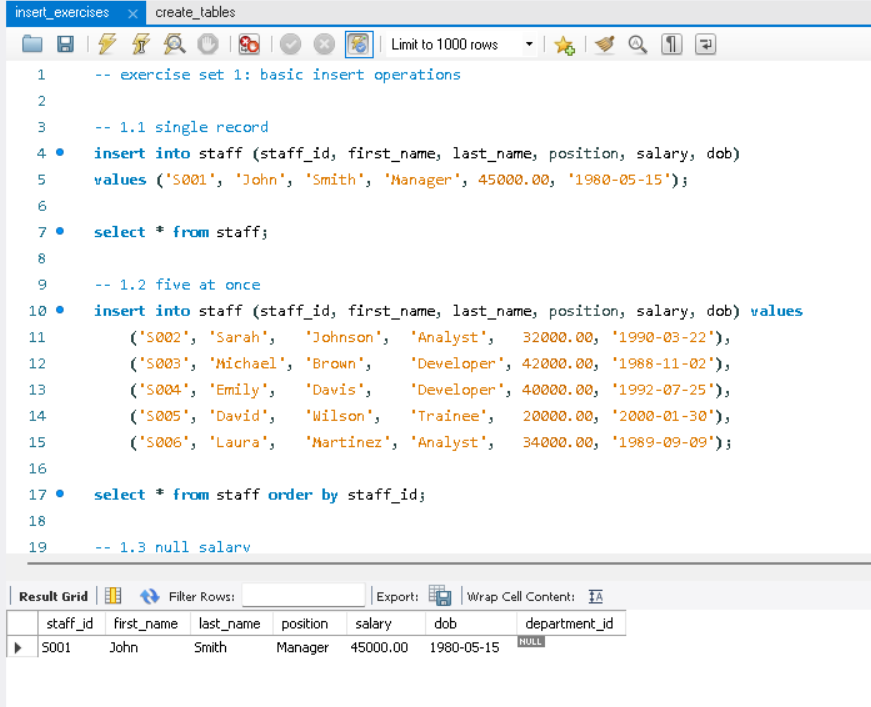 insert_exercises × create_tables
Limit to 1000 rows
1 -- exercise set 1: basic insert operations
2
3 -- 1.1 single record
4 insert into staff (staff_id, first_name, last_name, position, salary, dob)
5 values ('S001', 'John', 'Smith', 'Manager', 45000.00, '1980-05-15');
6
7 select * from staff;
8
9 -- 1.2 five at once
10 insert into staff (staff_id, first_name, last_name, position, salary, dob) values
11 ('S002', 'Sarah', 'Johnson', 'Analyst', 32000.00, '1990-03-22'),
12 ('S003', 'Michael', 'Brown', 'Developer', 42000.00, '1988-11-02'),
13 ('S004', 'Emily', 'Davis', 'Developer', 40000.00, '1992-07-25'),
14 ('S005', 'David', 'Wilson', 'Trainee', 20000.00, '2000-01-30'),
15 ('S006', 'Laura', 'Martinez', 'Analyst', 34000.00, '1989-09-09');
16
17 select * from staff order by staff_id;
18
19 -- 1.3 null salary
Result Grid Filter Rows: Export: Wrap Cell Content: IA
staff_id first_name last_name position salary dob department_id
S001 John Smith Manager 45000.00 1980-05-15 NULL